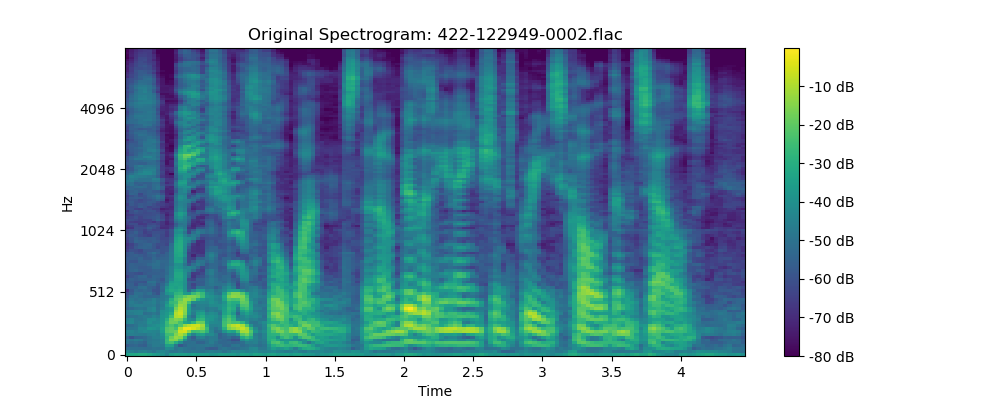 Original Spectrogram: 422-122949-0002.flac
Hz
4096
2048
1024
512
0
0 0.5 1 1.5 2 2.5 3 3.5 4
Time
-10 dB
-20 dB
-30 dB
-40 dB
-50 dB
-60 dB
-70 dB
-80 dB